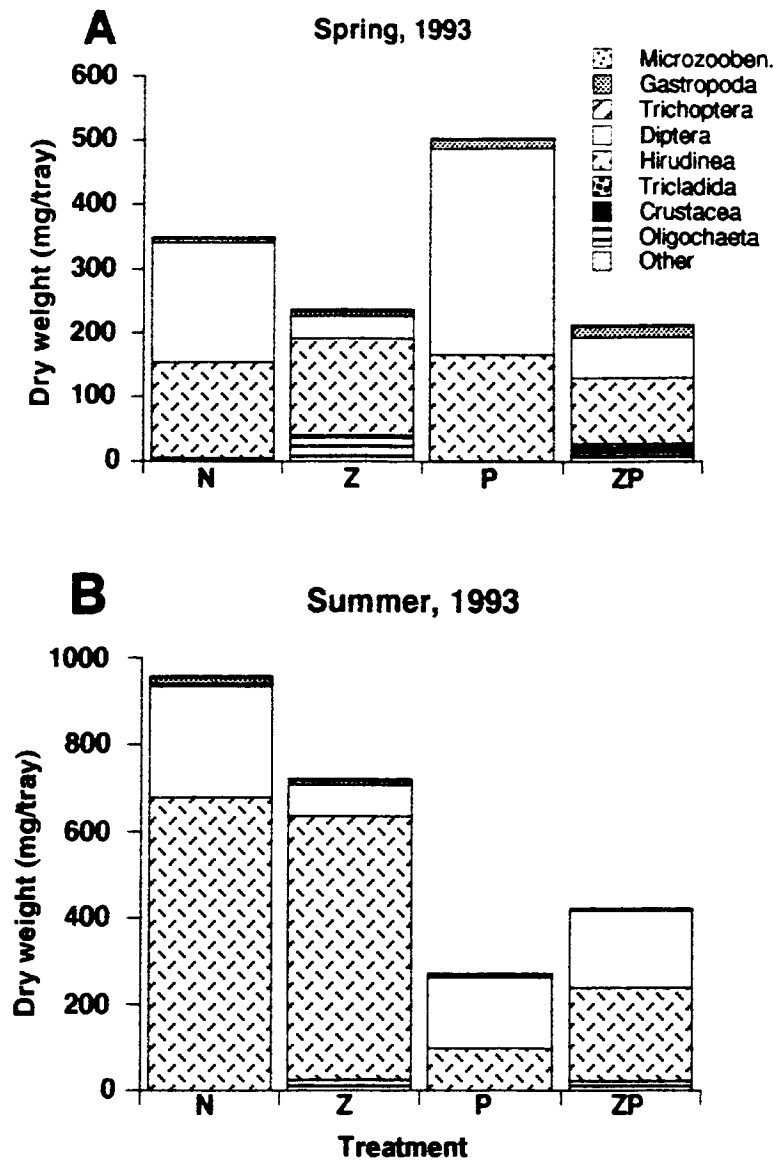 A
Spring, 1993
Microzooben.
Gastropoda
Trichoptera
Diptera
Hirudinea
Tricladida
Crustacea
Oligochaeta
Other
Dry weight (mg/tray)
600
500
400
300
200
100
0
N Z P ZP
B
Summer, 1993
Dry weight (mg/tray)
1000
800
600
400
200
0
N Z P ZP
Treatment